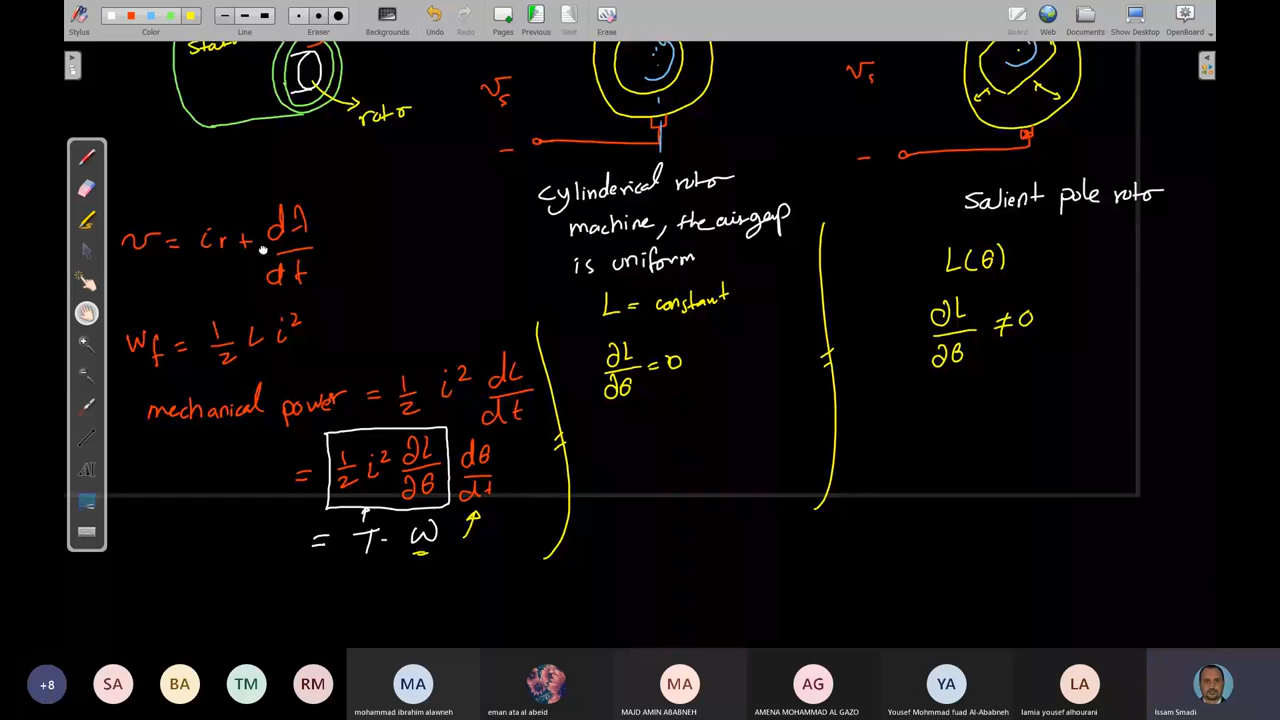 Stylus
Color
Line
Eraser
Backgrounds
Undo
Redo
Pages
Previous
Next
Erase
Board
Web
Documents
Show Desktop
OpenBoard
rotor
vs
-
vs
-
cylinderical rotor
machine, the airgap
is uniform
L = constant
∂L/∂θ = 0
salient pole rotor
L(θ)
∂L/∂θ ≠ 0
v = ir + dλ/dt
Wf = 1/2 L i²
mechanical power = 1/2 i² dL/dt
= 1/2 i² ∂L/∂θ dθ/dt
= T · ω
+8
SA
BA
TM
RM
MA
mohammad ibrahim alawneh
eman ata al abeid
MA
MAJD AMIN ABABNEH
AG
AMENA MOHAMMAD AL GAZO
YA
Yousef Mohmmad fuad Al-Ababneh
LA
lamia yousef alhourani
Issam Smadi